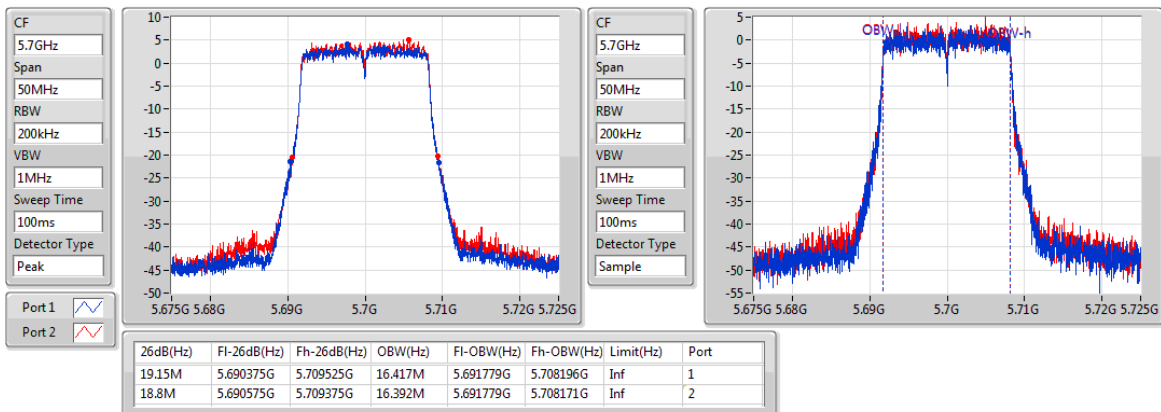 CF
5.7GHz
Span
50MHz
RBW
200kHz
VBW
1MHz
Sweep Time
100ms
Detector Type
Peak
Port 1
Port 2
10
5
0
-5
-10
-15
-20
-25
-30
-35
-40
-45
-50
5.675G 5.68G 5.69G 5.7G 5.71G 5.72G 5.725G
CF
5.7GHz
Span
50MHz
RBW
200kHz
VBW
1MHz
Sweep Time
100ms
Detector Type
Sample
5
0
-5
-10
-15
-20
-25
-30
-35
-40
-45
-50
-55
OBW-h
5.675G 5.68G 5.69G 5.7G 5.71G 5.72G 5.725G
26dB(Hz) Fl-26dB(Hz) Fh-26dB(Hz) OBW(Hz) Fl-OBW(Hz) Fh-OBW(Hz) Limit(Hz) Port
19.15M 5.690375G 5.709525G 16.417M 5.691779G 5.708196G Inf 1
18.8M 5.690575G 5.709375G 16.392M 5.691779G 5.708171G Inf 2